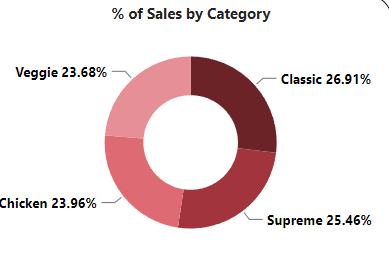 % of Sales by Category
Veggie 23.68%
Classic 26.91%
Chicken 23.96%
Supreme 25.46%